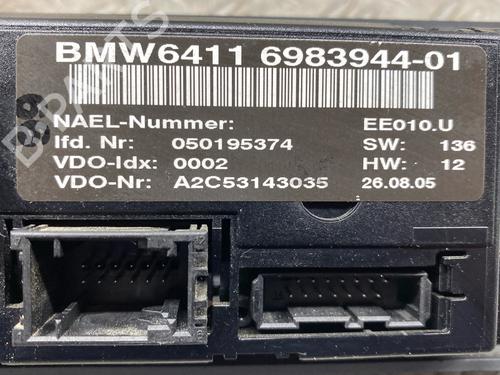 BMW6411 6983944-01
NAEL-Nummer: EE010.U
lfd. Nr: 050195374 SW: 136
VDO-Idx: 0002 HW: 12
VDO-Nr: A2C53143035 26.08.05
B-PARTS